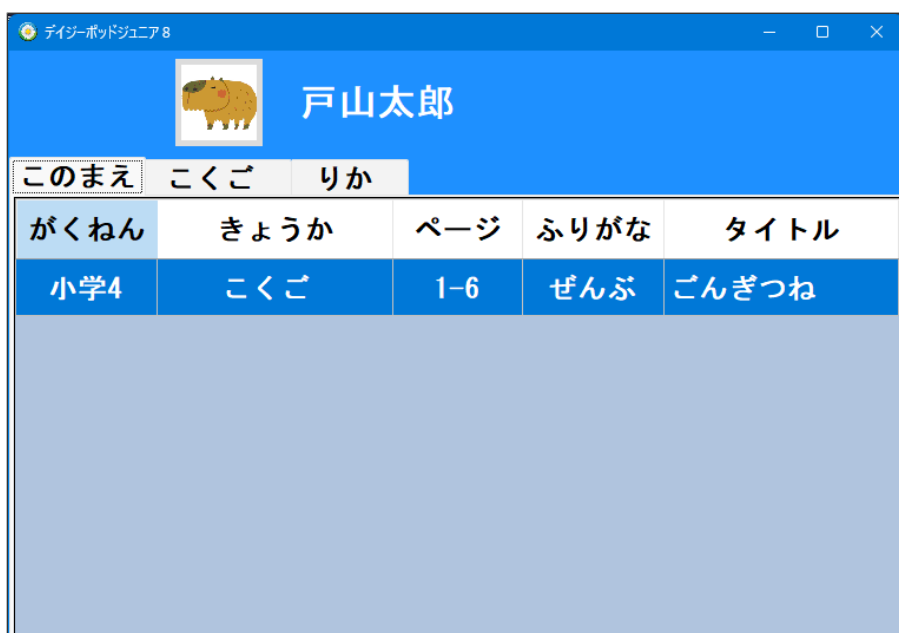 デイジーポッドジュニア8
戸山太郎
このまえ こくご りか
がくねん きょうか ページ ふりがな タイトル
小学4 こくご 1-6 ぜんぶ ごんぎつね